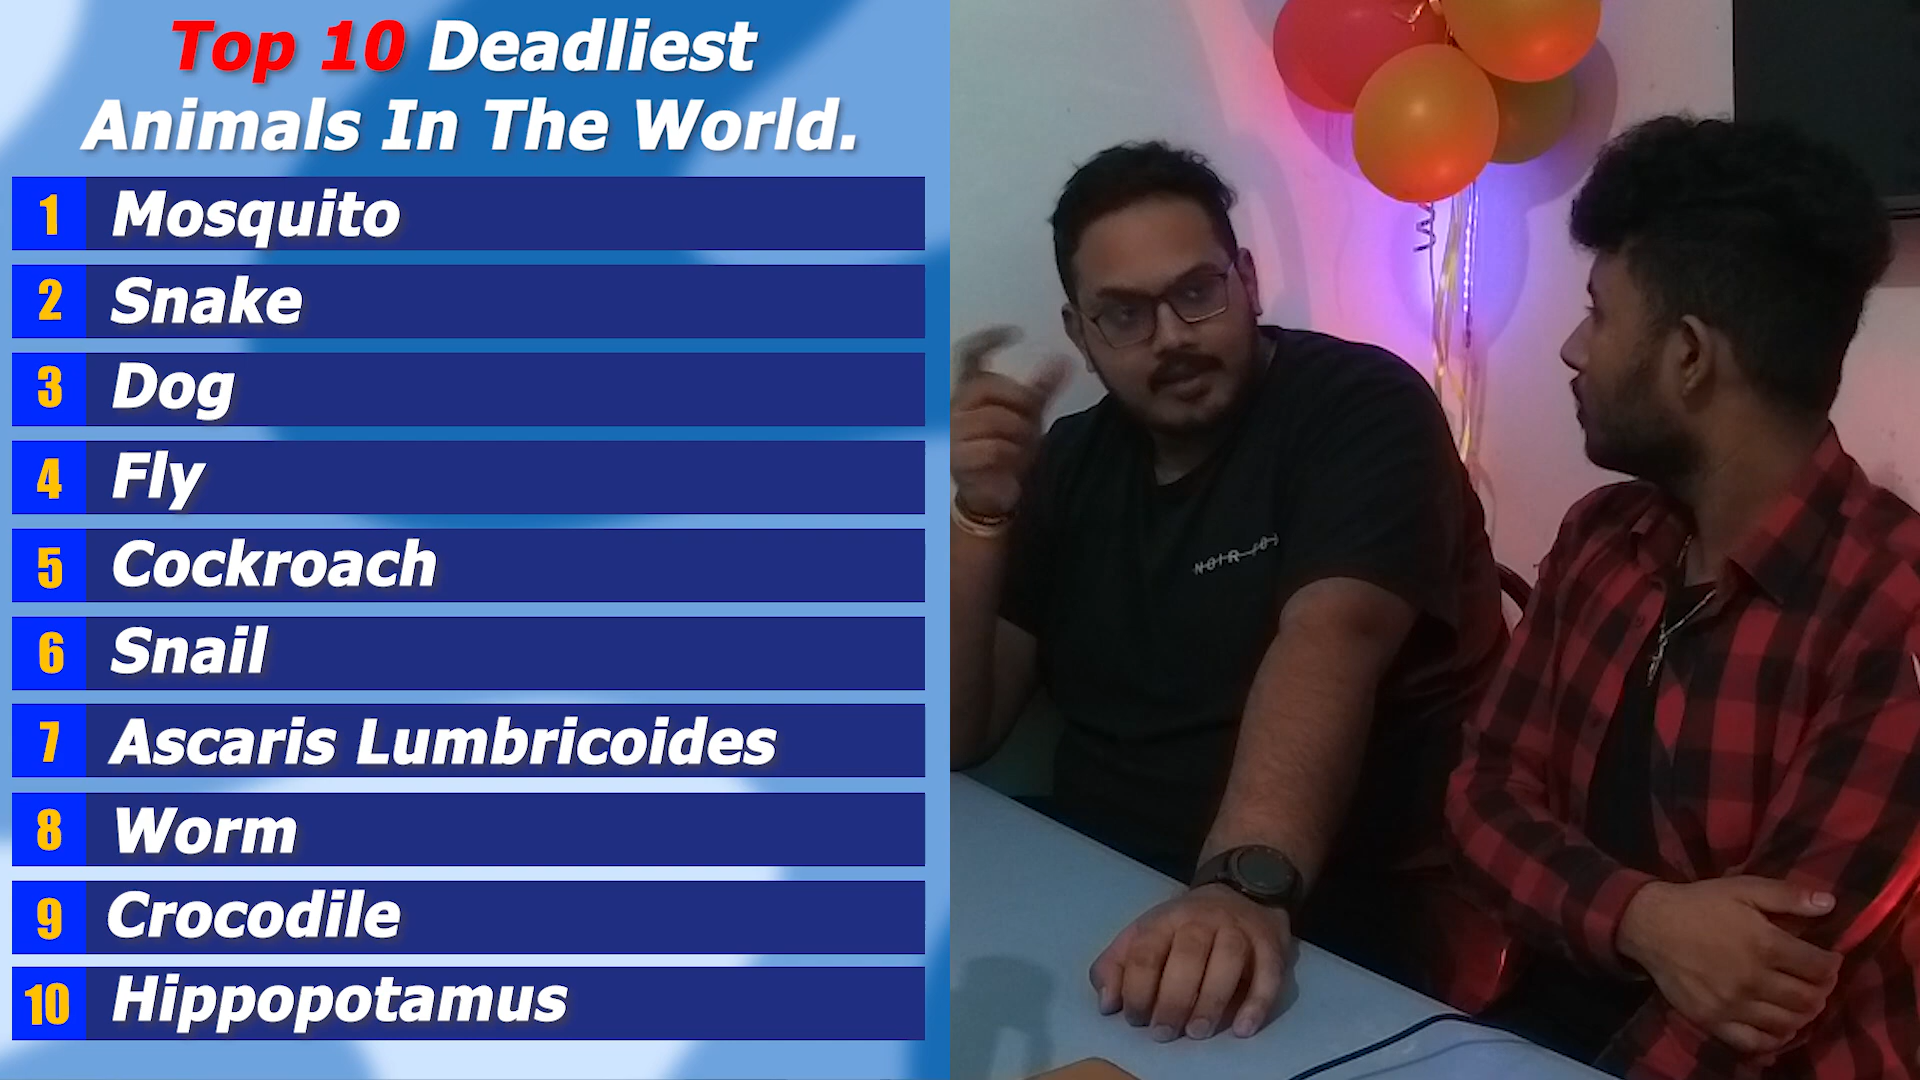 Top 10 Deadliest
Animals In The World.
1 Mosquito
2 Snake
3 Dog
4 Fly
5 Cockroach
6 Snail
7 Ascaris Lumbricoides
8 Worm
9 Crocodile
10 Hippopotamus
NOIR